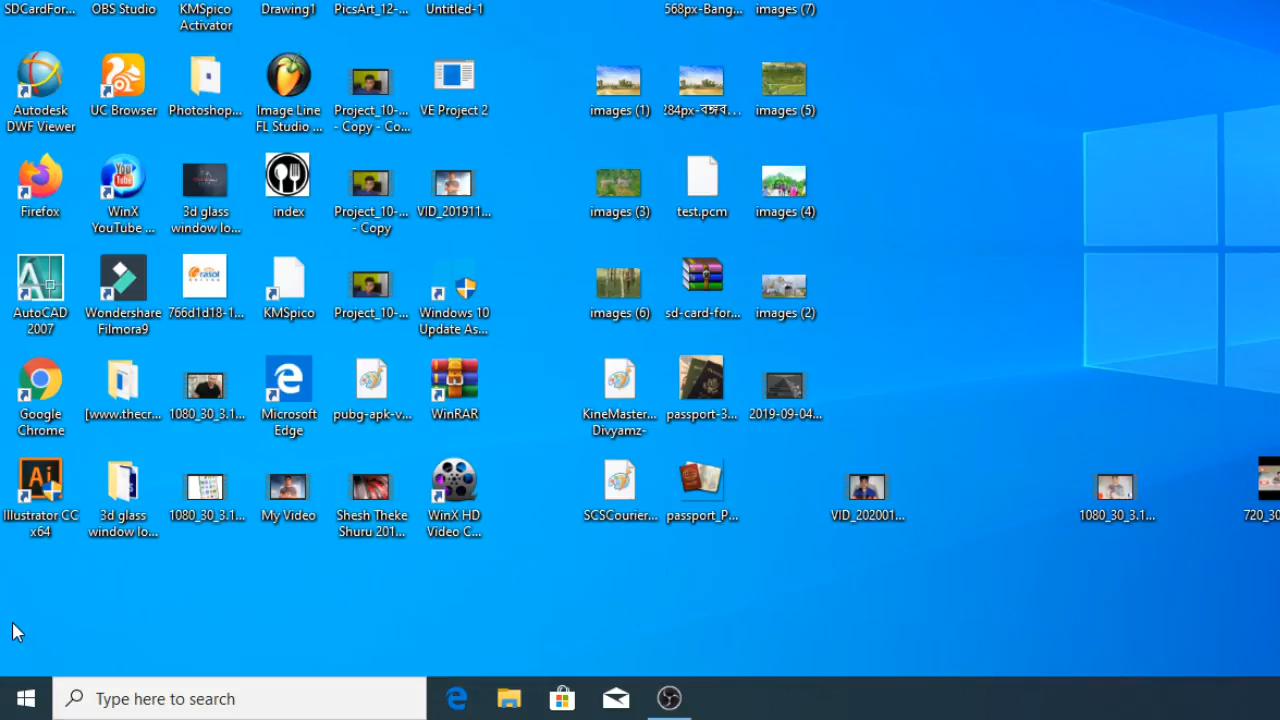 SDCardFor...
OBS Studio
KMSpico
Activator
Drawing1
PicsArt_12-...
Untitled-1
568px-Bang...
images (7)
Autodesk
DWF Viewer
UC Browser
Photoshop...
Image Line
FL Studio ...
Project_10-...
- Copy - Co...
VE Project 2
images (1)
284px-বঙ্গব...
images (5)
Firefox
You
Tube
WinX
YouTube ...
3d glass
window lo...
index
Project_10-...
- Copy
VID_201911...
images (3)
test.pcm
images (4)
AutoCAD
2007
Wondershare
Filmora9
rasol
766d1d18-1...
KMSpico
Project_10-...
Windows 10
Update As...
images (6)
sd-card-for...
images (2)
Google
Chrome
[www.thecr...
1080_30_3.1...
Microsoft
Edge
pubg-apk-v...
WinRAR
KineMaster...
Divyamz-
passport-3...
2019-09-04...
Ai
Illustrator CC
x64
3d glass
window lo...
1080_30_3.1...
My Video
Shesh Theke
Shuru 201...
WinX HD
Video C...
SCSCourier...
passport_P...
VID_202001...
1080_30_3.1...
720_30
Type here to search